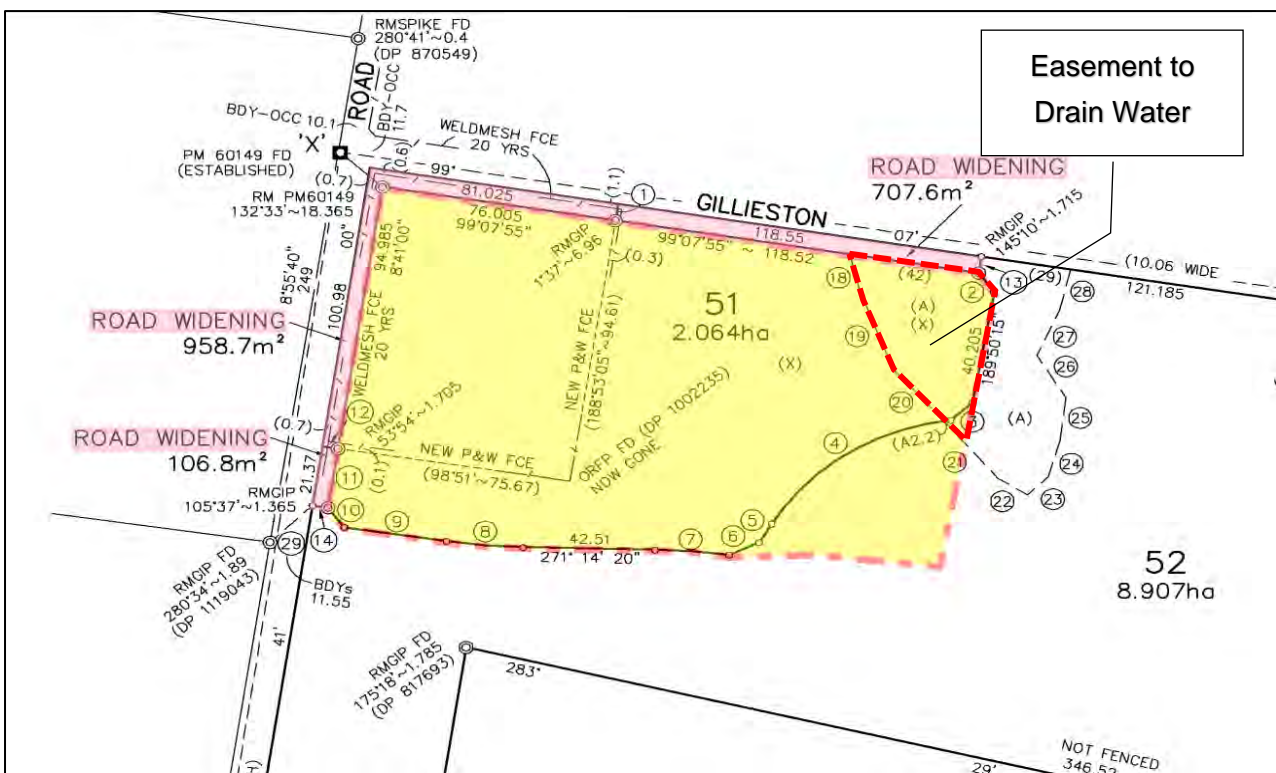 RMSPIKE FD
280°41'~0.4
(DP 870549)
ROAD
BDY-OCC 10.1
BDY-OCC
11.7
'X'
PM 60149 FD
(ESTABLISHED)
(0.7)
(0.6)
RM PM60149
132°33'~18.365
WELDMESH FCE
20 YRS
99°
81.025
76.005
99°07'55"
(1.1)
1
RMGIP
1°37'~6.96
(0.3)
GILLIESTON
118.55
99°07'55" ~ 118.52
07'
Easement to
Drain Water
ROAD WIDENING
707.6m²
RMGIP
145°10'~1.715
(10.06 WIDE
121.185
(42)
(29)
2
13
28
18
(A)
(X)
19
27
26
40.205
189°50'15"
20
3
(A)
25
(A2.2)
21
24
22
23
51
2.064ha
(X)
8°55'40"
249
00"
100.98
94.985
8°41'00"
WELDMESH FCE
20 YRS
ROAD WIDENING
958.7m²
NEW P&W FCE
(188°53'05"~94.61)
ORFP FD (DP 1002235)
NOW GONE
12
RMGIP
53°54'~1.705
(0.7)
ROAD WIDENING
106.8m²
NEW P&W FCE
(98°51'~75.67)
11
(0.1)
21.37
RMGIP
105°37'~1.365
10
4
5
6
7
8
9
42.51
271° 14' 20"
29
14
RMGIP FD
280°34'~1.89
(DP 1119043)
BDYs
11.55
52
8.907ha
41'
RMGIP FD
175°18'~1.785
(DP 817693)
283°
29'
NOT FENCED
346.52